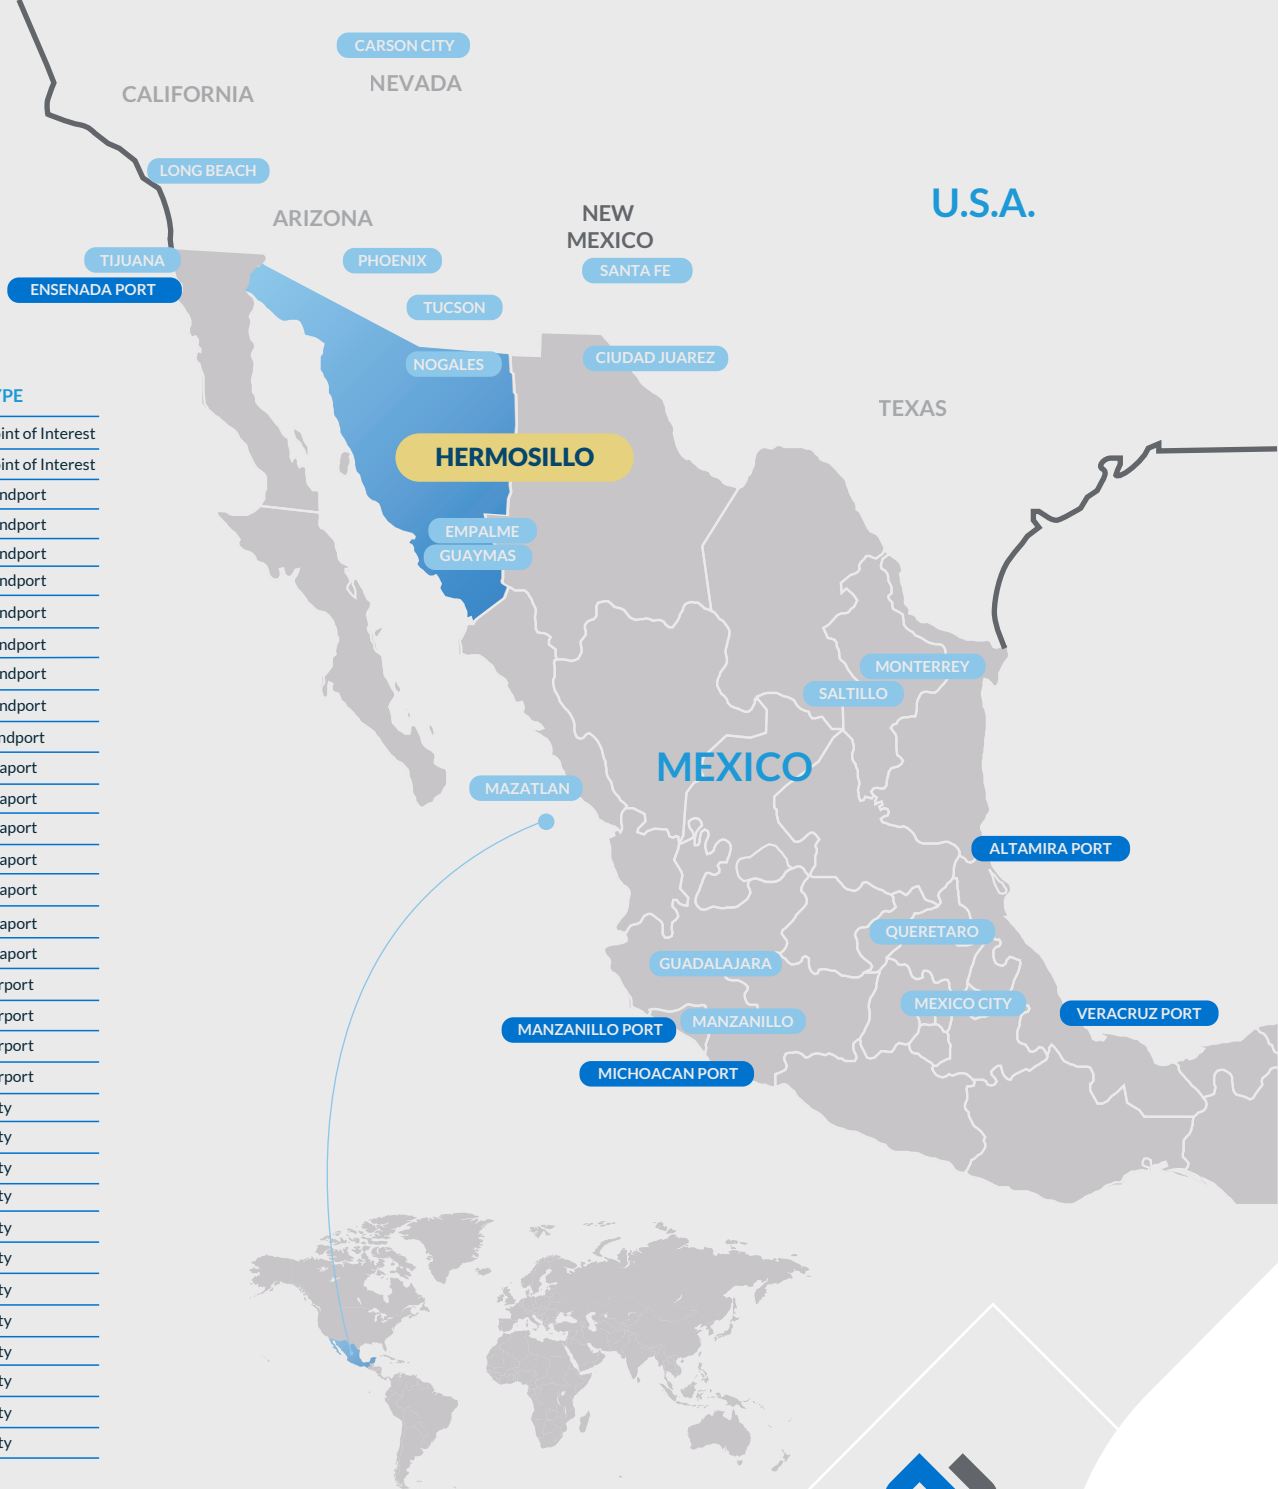 CARSON CITY
NEVADA
CALIFORNIA
LONG BEACH
U.S.A.
ARIZONA
NEW
MEXICO
TIJUANA
PHOENIX
SANTA FE
ENSENADA PORT
TUCSON
NOGALES
CIUDAD JUAREZ
TEXAS
HERMOSILLO
EMPALME
GUAYMAS
MONTERREY
SALTILLO
MEXICO
MAZATLAN
ALTAMIRA PORT
QUERETARO
GUADALAJARA
MEXICO CITY
VERACRUZ PORT
MANZANILLO PORT
MANZANILLO
MICHOACAN PORT
YPE
int of Interest
int of Interest
ndport
ndport
ndport
ndport
ndport
ndport
ndport
ndport
ndport
aport
aport
aport
aport
aport
aport
aport
rport
rport
rport
rport
ty
ty
ty
ty
ty
ty
ty
ty
ty
ty
ty
ty